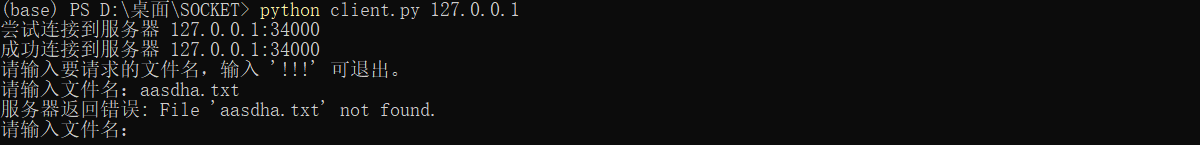 (base) PS D:\桌面\SOCKET> python client.py 127.0.0.1
尝试连接到服务器 127.0.0.1:34000
成功连接到服务器 127.0.0.1:34000
请输入要请求的文件名，输入 '!!!' 可退出。
请输入文件名：aasdha.txt
服务器返回错误: File 'aasdha.txt' not found.
请输入文件名：